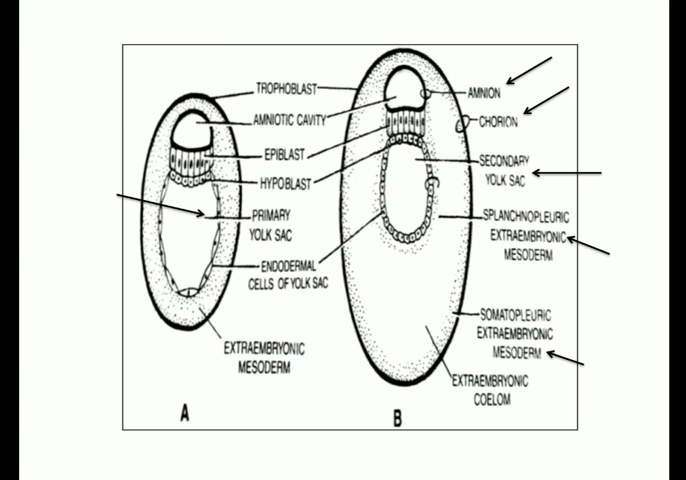 TROPHOBLAST
AMNIOTIC CAVITY
EPIBLAST
HYPOBLAST
PRIMARY
YOLK SAC
ENDODERMAL
CELLS OF YOLK SAC
EXTRAEMBRYONIC
MESODERM
A
AMNION
CHORION
SECONDARY
YOLK SAC
SPLANCHNOPLEURIC
EXTRAEMBRYONIC
MESODERM
SOMATOPLEURIC
EXTRAEMBRYONIC
MESODERM
EXTRAEMBRYONIC
COELOM
B